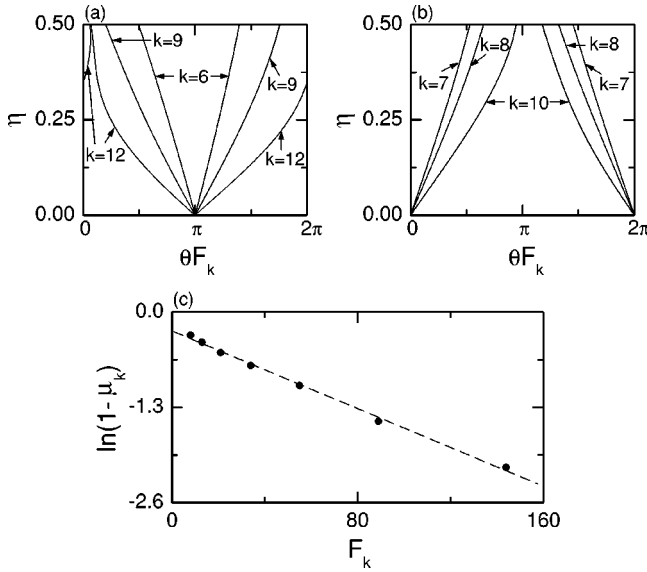 (a)
0.50
k=9
k=6
k=9
η
0.25
k=12
k=12
0.00
0
π
2π
θF_k
(b)
0.50
k=8
k=8
k=7
k=7
η
0.25
k=10
0.00
0
π
2π
θF_k
(c)
0.0
ln(1- μ_k)
-1.3
-2.6
0
80
160
F_k